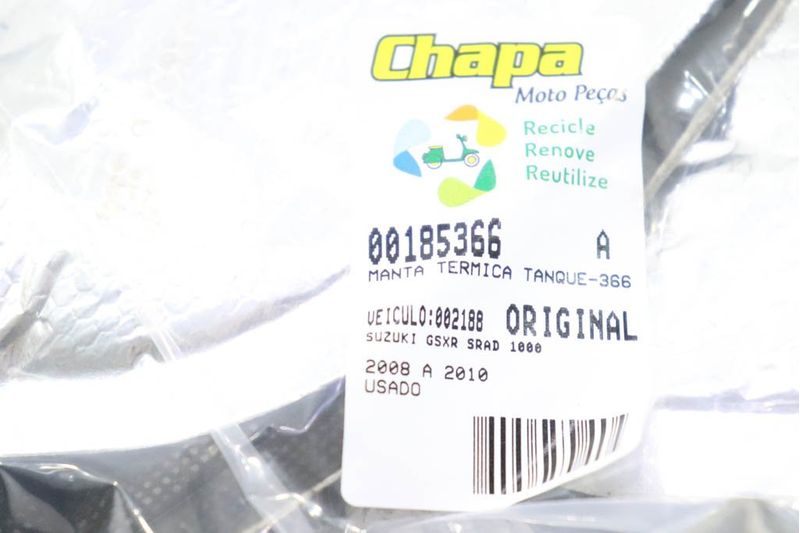 Chapa
Moto Peças
Recicle
Renove
Reutilize
00185366 A
MANTA TERMICA TANQUE-366
VEICULO:002188 ORIGINAL
SUZUKI GSXR SRAD 1000
2008 A 2010
USADO